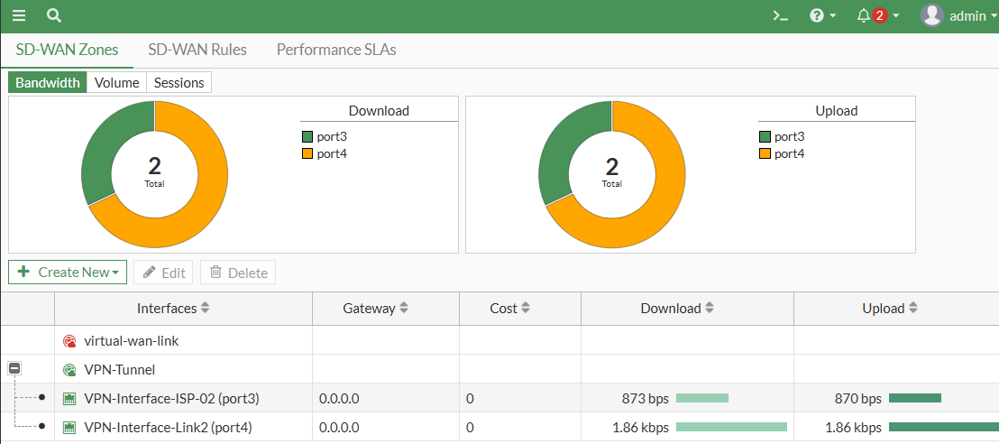 2 admin
SD-WAN Zones SD-WAN Rules Performance SLAs
Bandwidth Volume Sessions
Download
port3
port4
2
Total
Upload
port3
port4
2
Total
Create New Edit Delete
Interfaces Gateway Cost Download Upload
virtual-wan-link
VPN-Tunnel
VPN-Interface-ISP-02 (port3) 0.0.0.0 0 873 bps 870 bps
VPN-Interface-Link2 (port4) 0.0.0.0 0 1.86 kbps 1.86 kbps